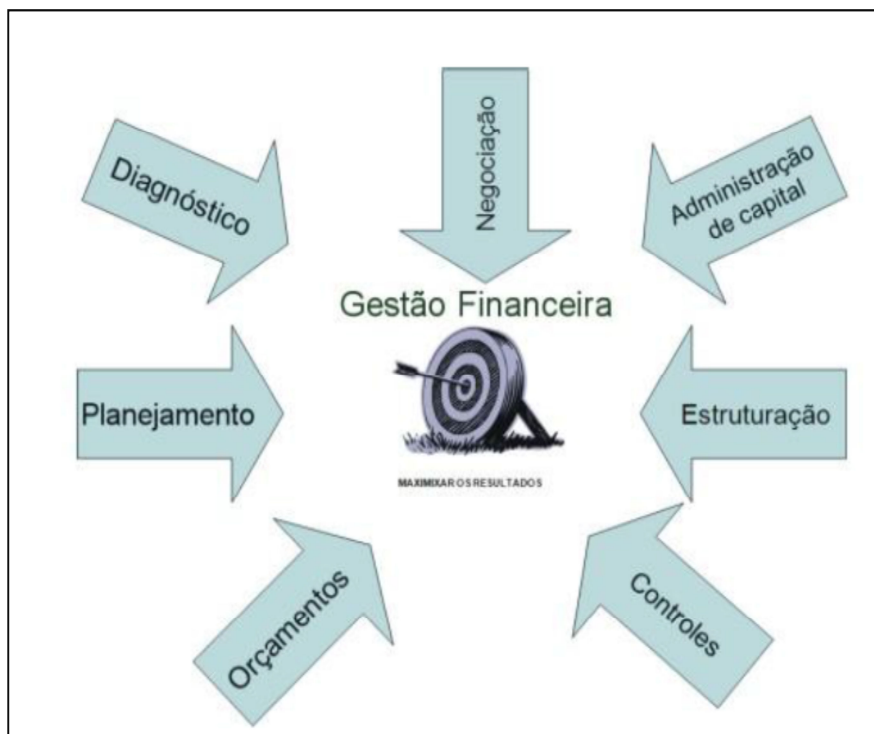 Negociação
Diagnóstico
Administração
de capital
Gestão Financeira
Planejamento
Estruturação
MAXIMIXAR OS RESULTADOS
Orçamentos
Controles